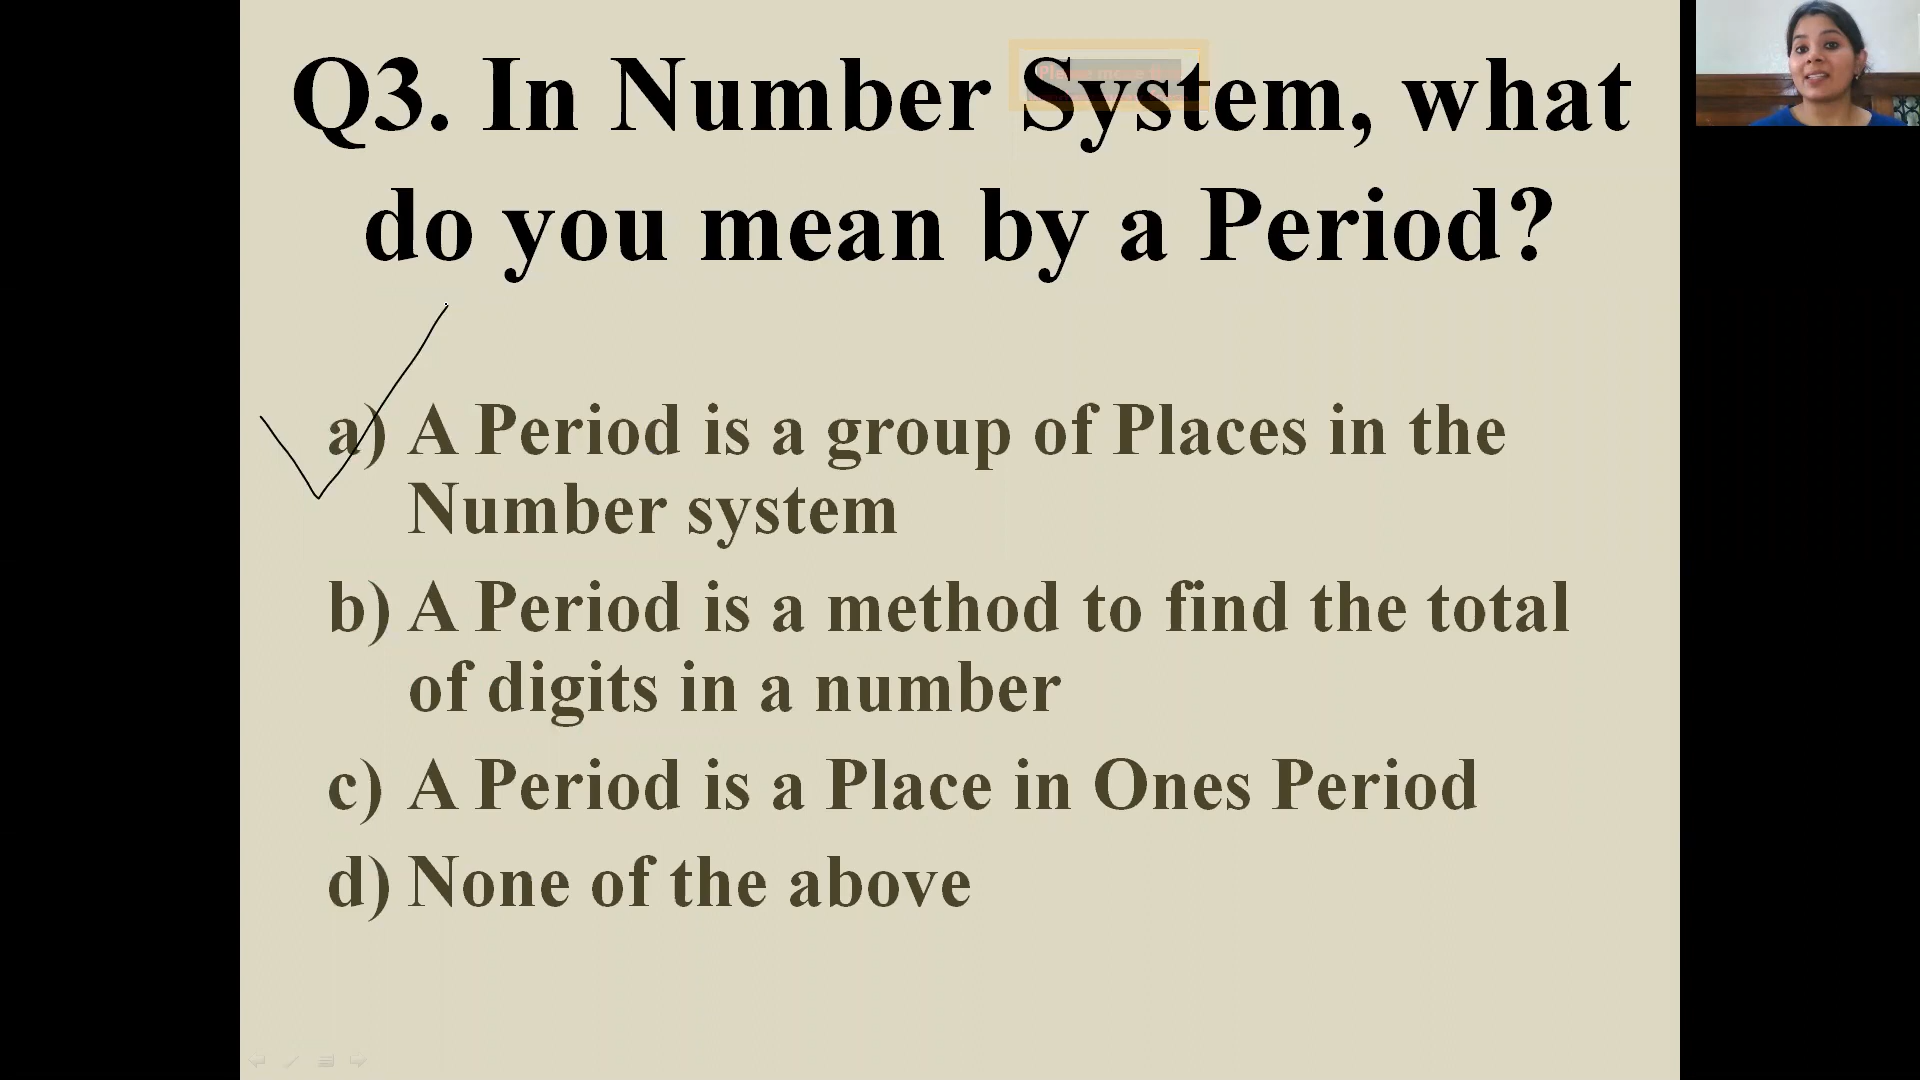 Q3. In Number System, what
do you mean by a Period?
a) A Period is a group of Places in the
Number system
b) A Period is a method to find the total
of digits in a number
c) A Period is a Place in Ones Period
d) None of the above